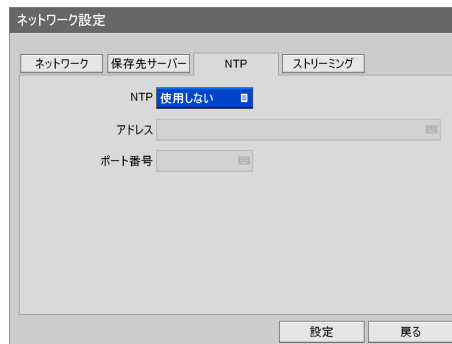 ネットワーク設定
ネットワーク 保存先サーバー NTP ストリーミング
NTP 使用しない
アドレス
ポート番号
設定 戻る